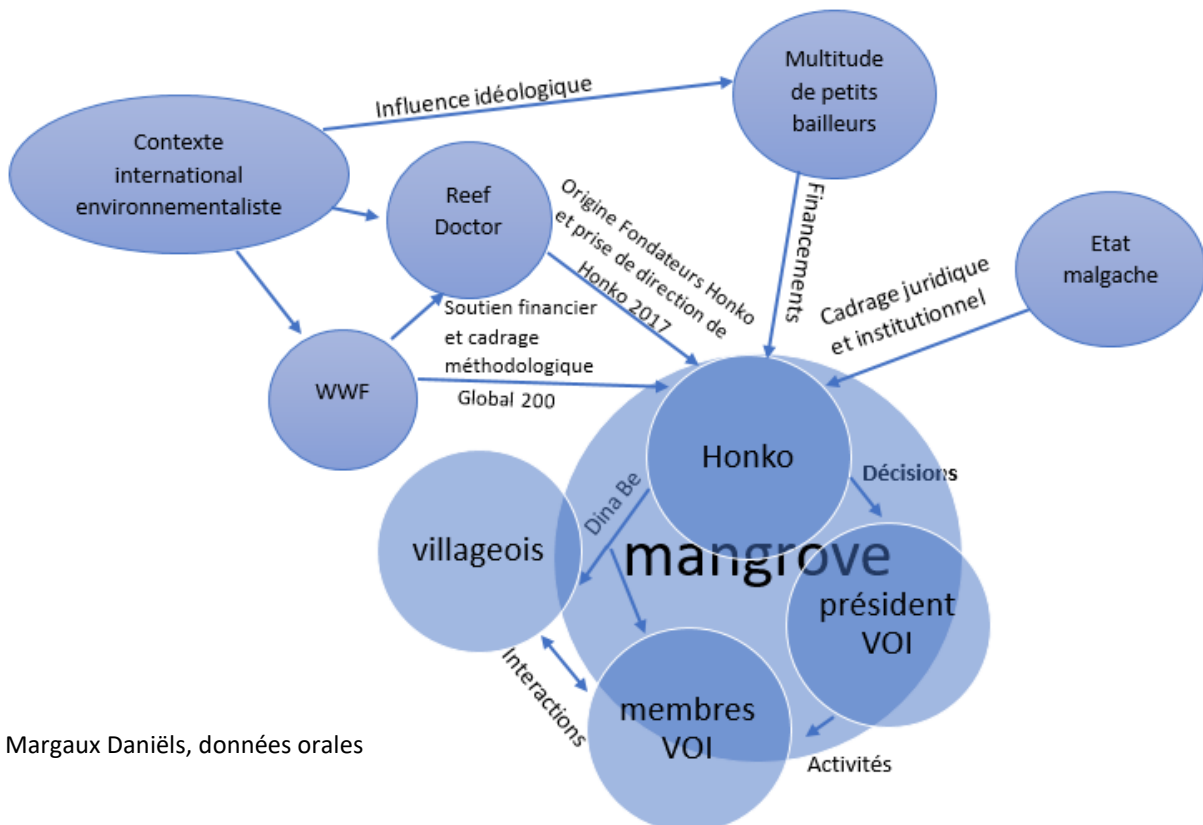 Multitude
de petits
bailleurs
Influence idéologique
Contexte
international
environnementaliste
Reef
Doctor
Origine Fondateurs Honko
et prise de direction de
Honko 2017
Financements
Etat
malgache
Cadrage juridique
et institutionnel
Soutien financier
et cadrage
méthodologique
Global 200
WWF
Honko
Décisions
Dina Be
villageois
mangrove
président
VOI
Interactions
membres
VOI
Activités
Margaux Daniëls, données orales